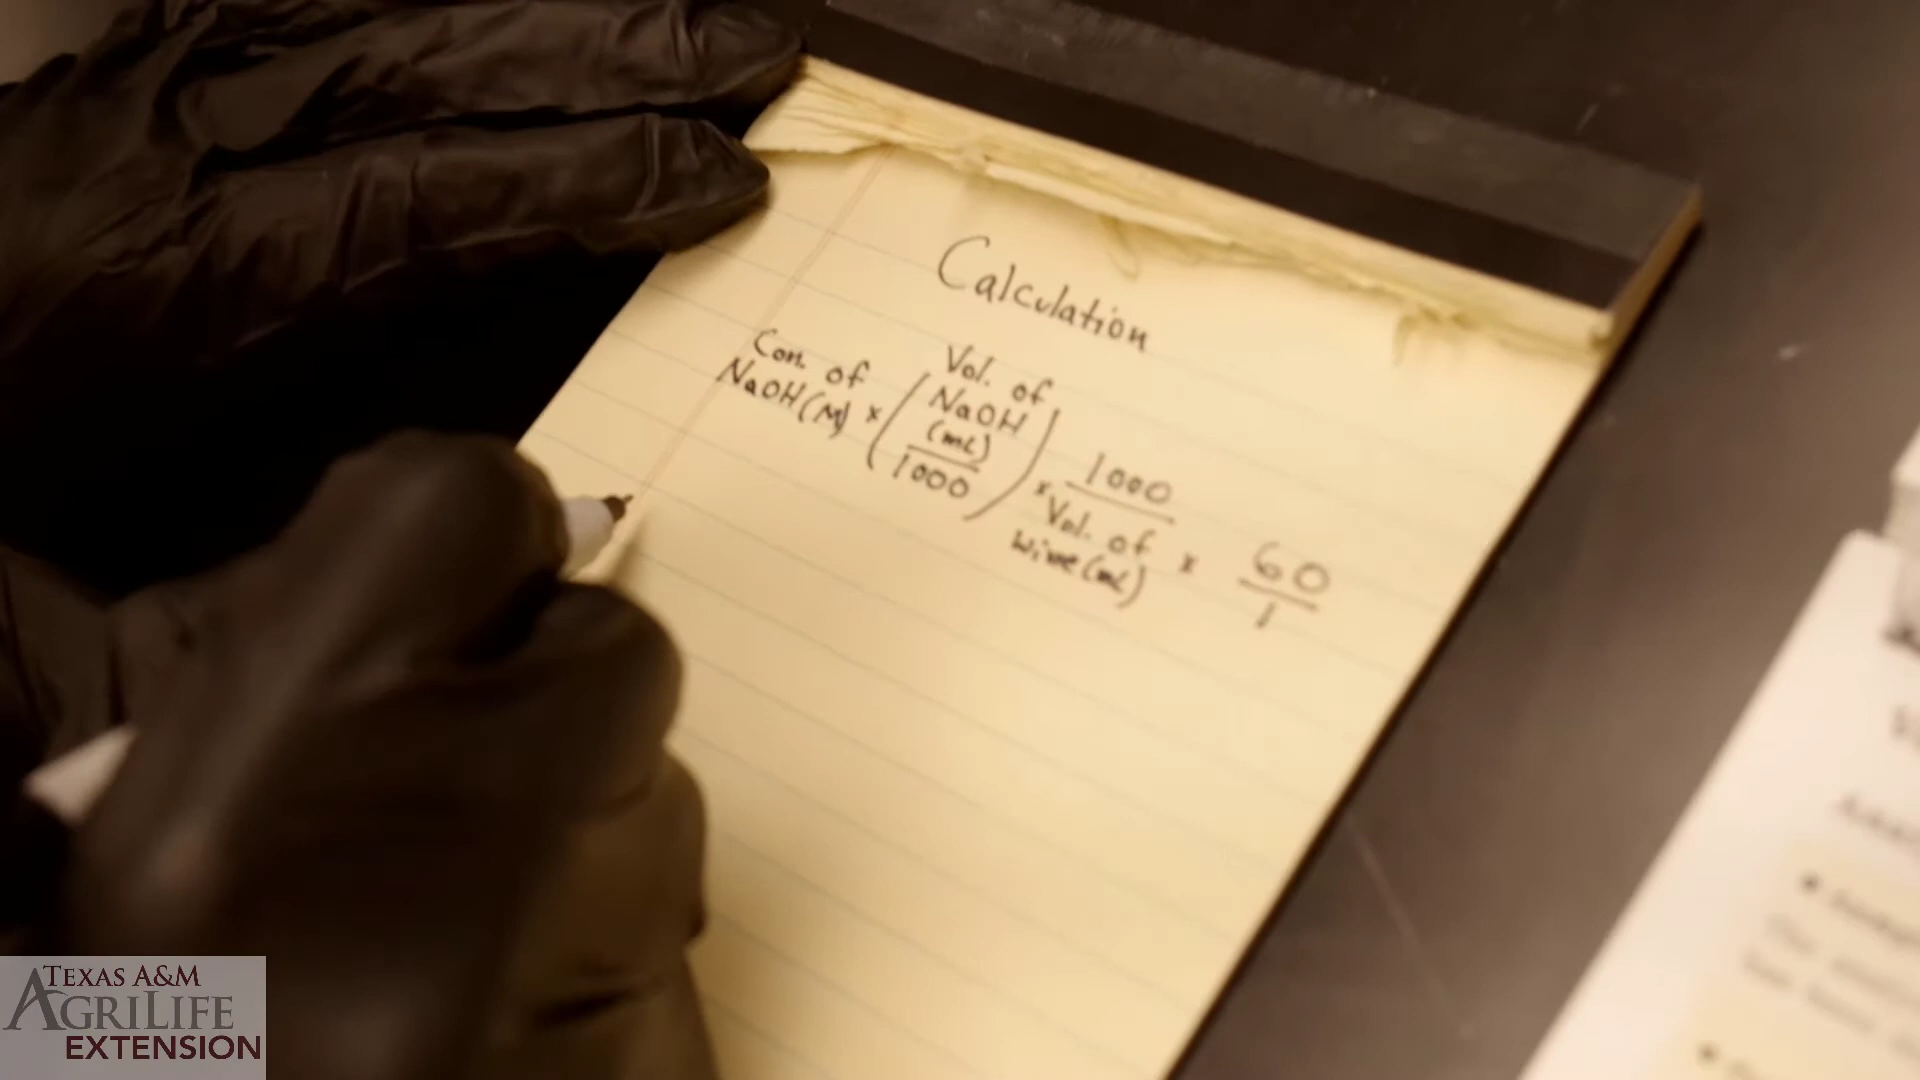 Calculation
Con. of
NaOH (M) x
Vol. of
NaOH
(mL)
1000
x
1000
Vol. of
wine (mL)
x
60
1
TEXAS A&M
AGRILIFE
EXTENSION